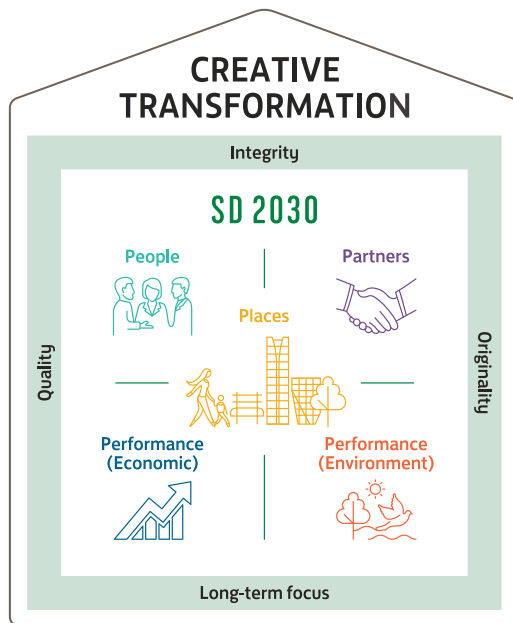 CREATIVE
TRANSFORMATION
Integrity
SD 2030
People
Partners
Places
Quality
Originality
Performance
(Economic)
Performance
(Environment)
Long-term focus